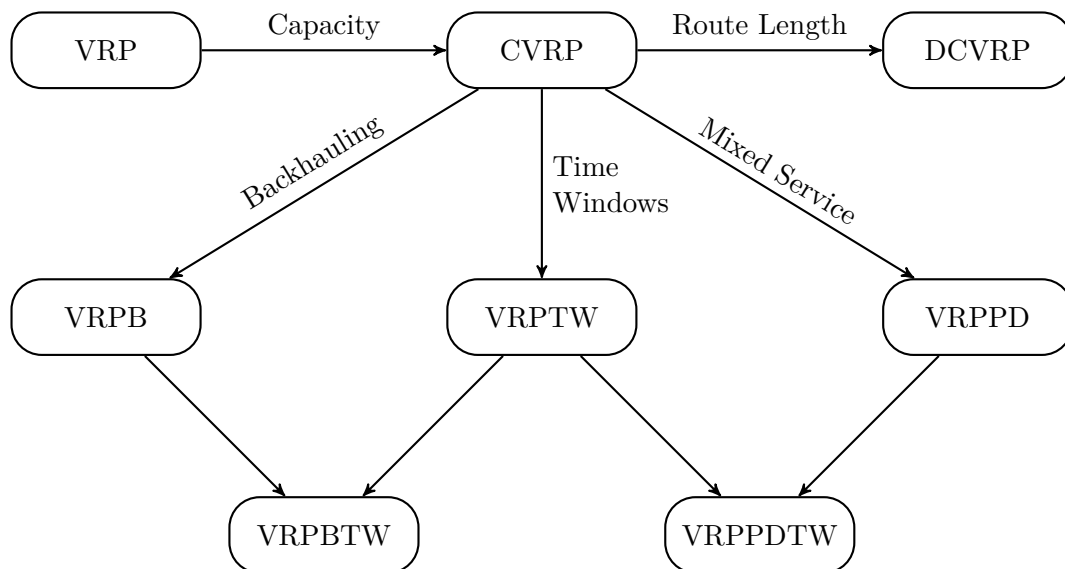 VRP
Capacity
CVRP
Route Length
DCVRP
Backhauling
Time
Windows
Mixed Service
VRPB
VRPTW
VRPPD
VRPBTW
VRPPDTW